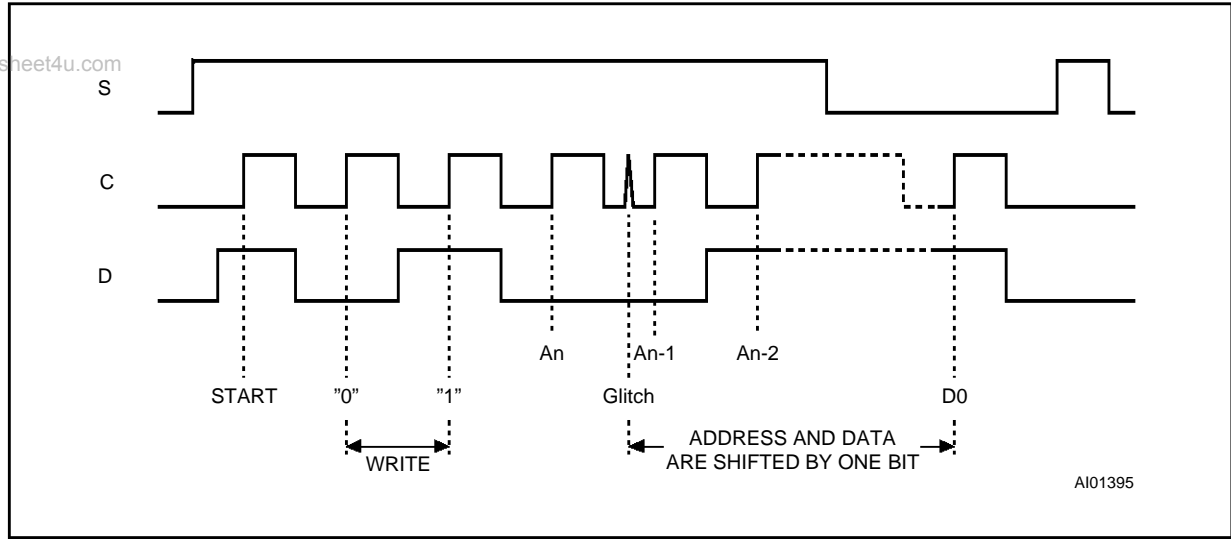 sheet4u.com
S
C
D
An An-1 An-2
START ”0” ”1” Glitch D0
WRITE
ADDRESS AND DATA
ARE SHIFTED BY ONE BIT
AI01395